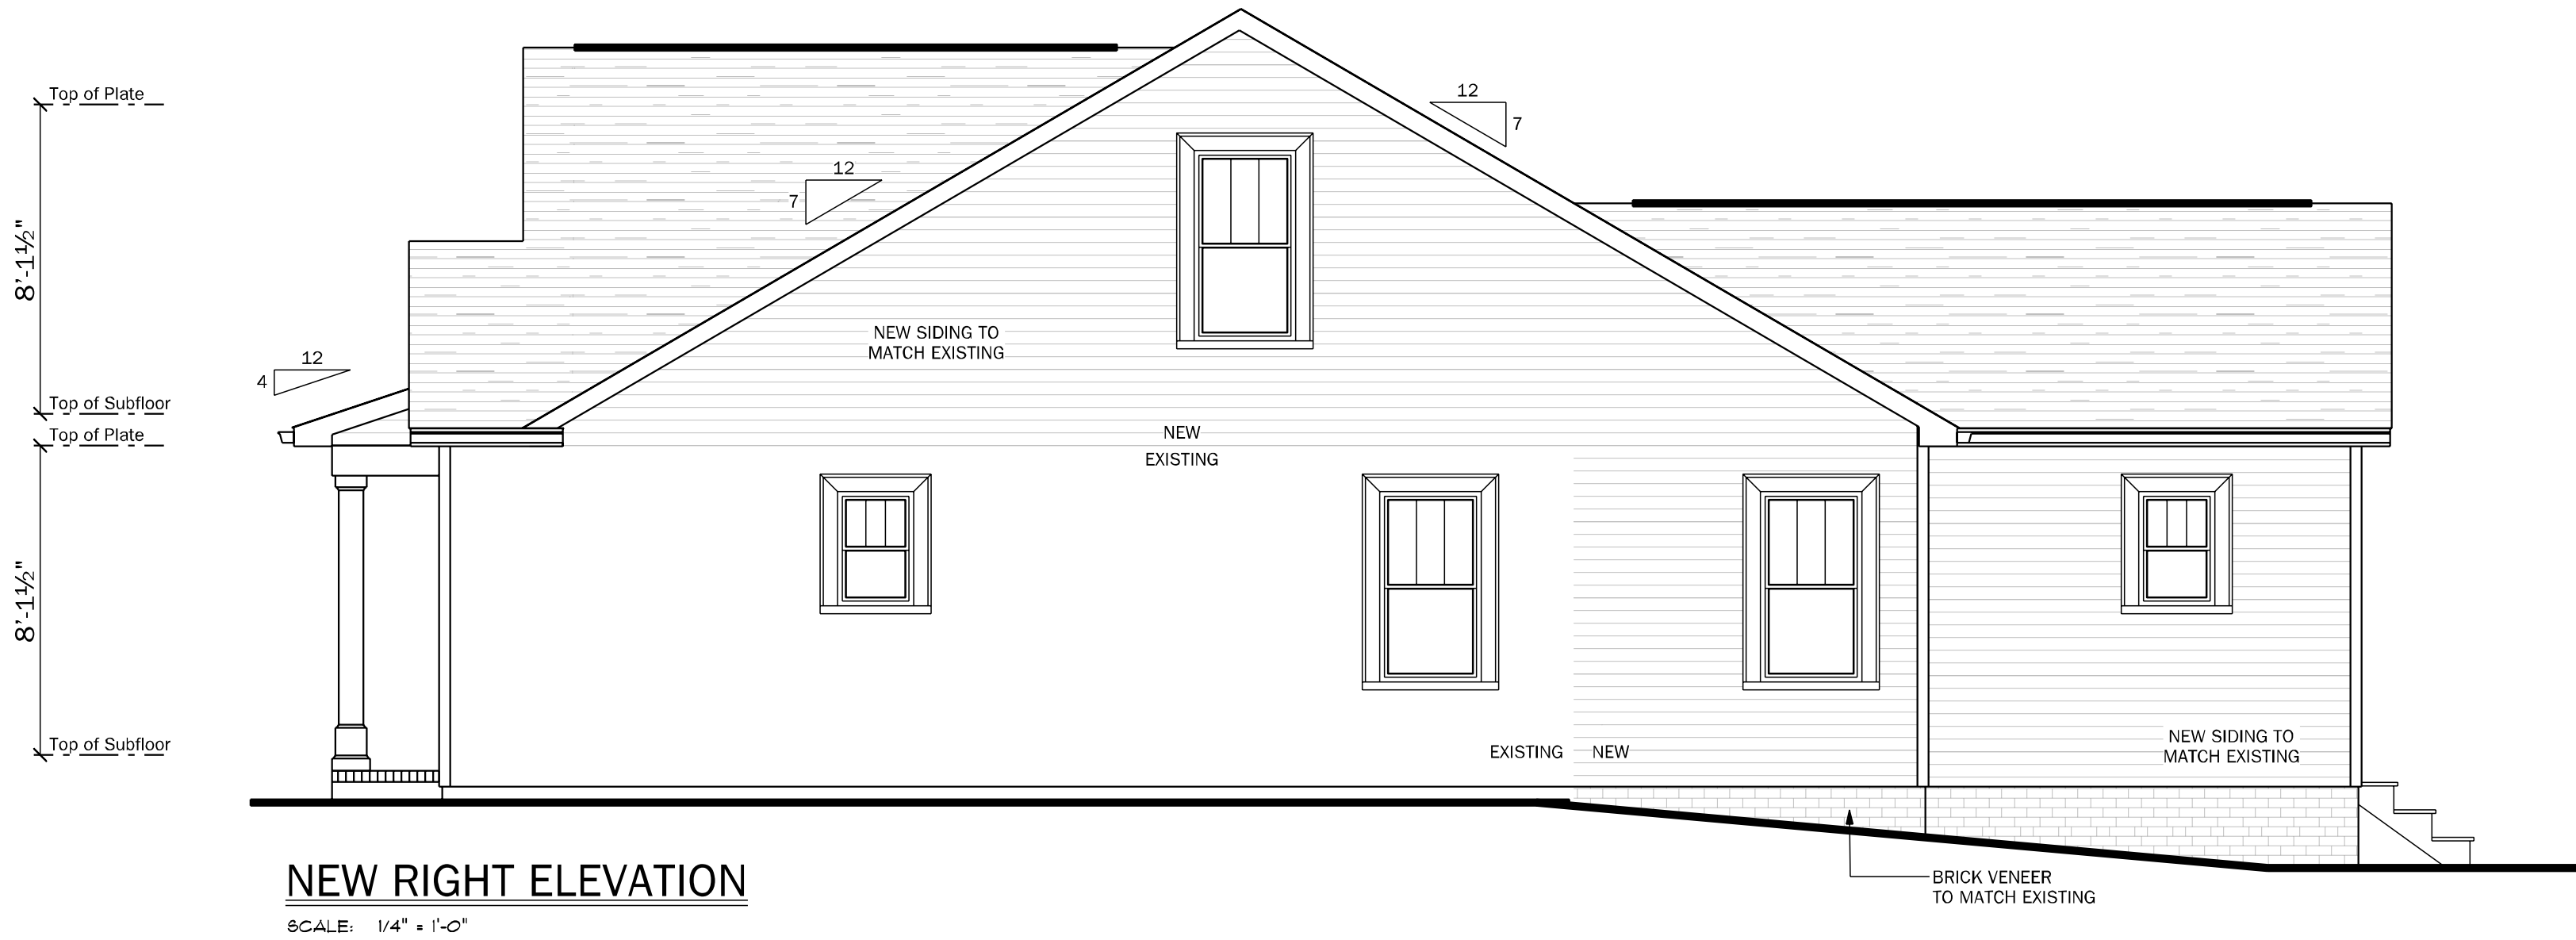 12
Top of Plate
7
12
7
8'-1½"
NEW SIDING TO
MATCH EXISTING
12
4
Top of Subfloor
Top of Plate
NEW
EXISTING
8'-1½"
Top of Subfloor
EXISTING NEW
NEW SIDING TO
MATCH EXISTING
BRICK VENEER
TO MATCH EXISTING
NEW RIGHT ELEVATION
SCALE: 1/4" = 1'-0"